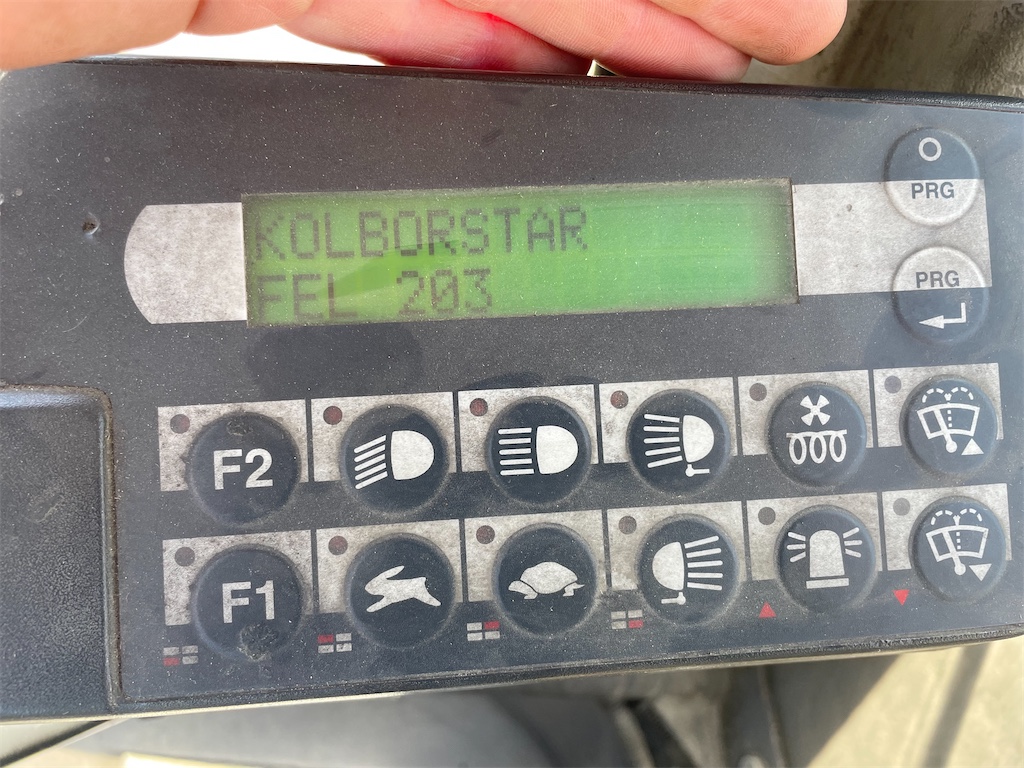 KOLBORSTAR
FEL 203
PRG
PRG
F2
F1